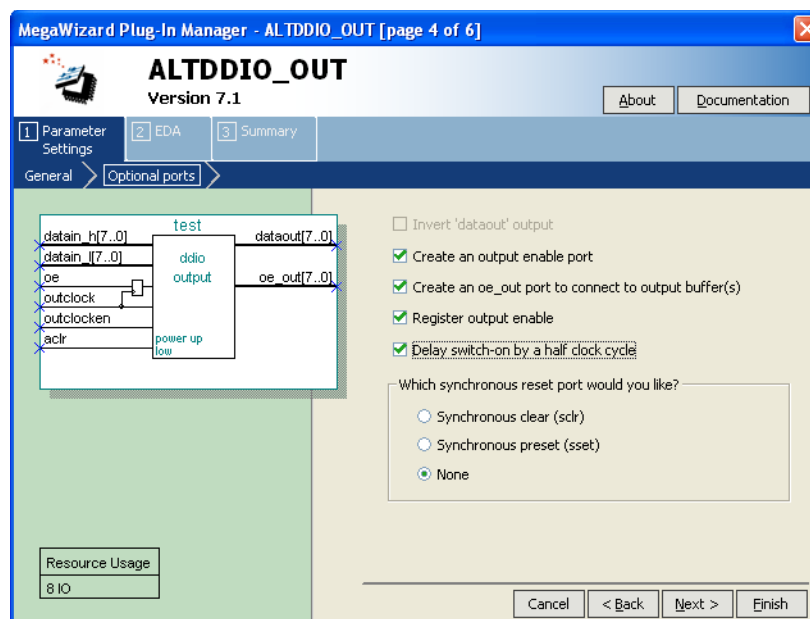 MegaWizard Plug-In Manager - ALTDDIO_OUT [page 4 of 6]
ALTDDIO_OUT
Version 7.1
About
Documentation
1 Parameter Settings
2 EDA
3 Summary
General
Optional ports
test
datain_h[7..0]
dataout[7..0]
datain_l[7..0]
ddio
oe
output
oe_out[7..0]
outclock
outclocken
aclr
power up
low
Invert 'dataout' output
Create an output enable port
Create an oe_out port to connect to output buffer(s)
Register output enable
Delay switch-on by a half clock cycle
Which synchronous reset port would you like?
Synchronous clear (sclr)
Synchronous preset (sset)
None
Resource Usage
8 IO
Cancel
< Back
Next >
Finish